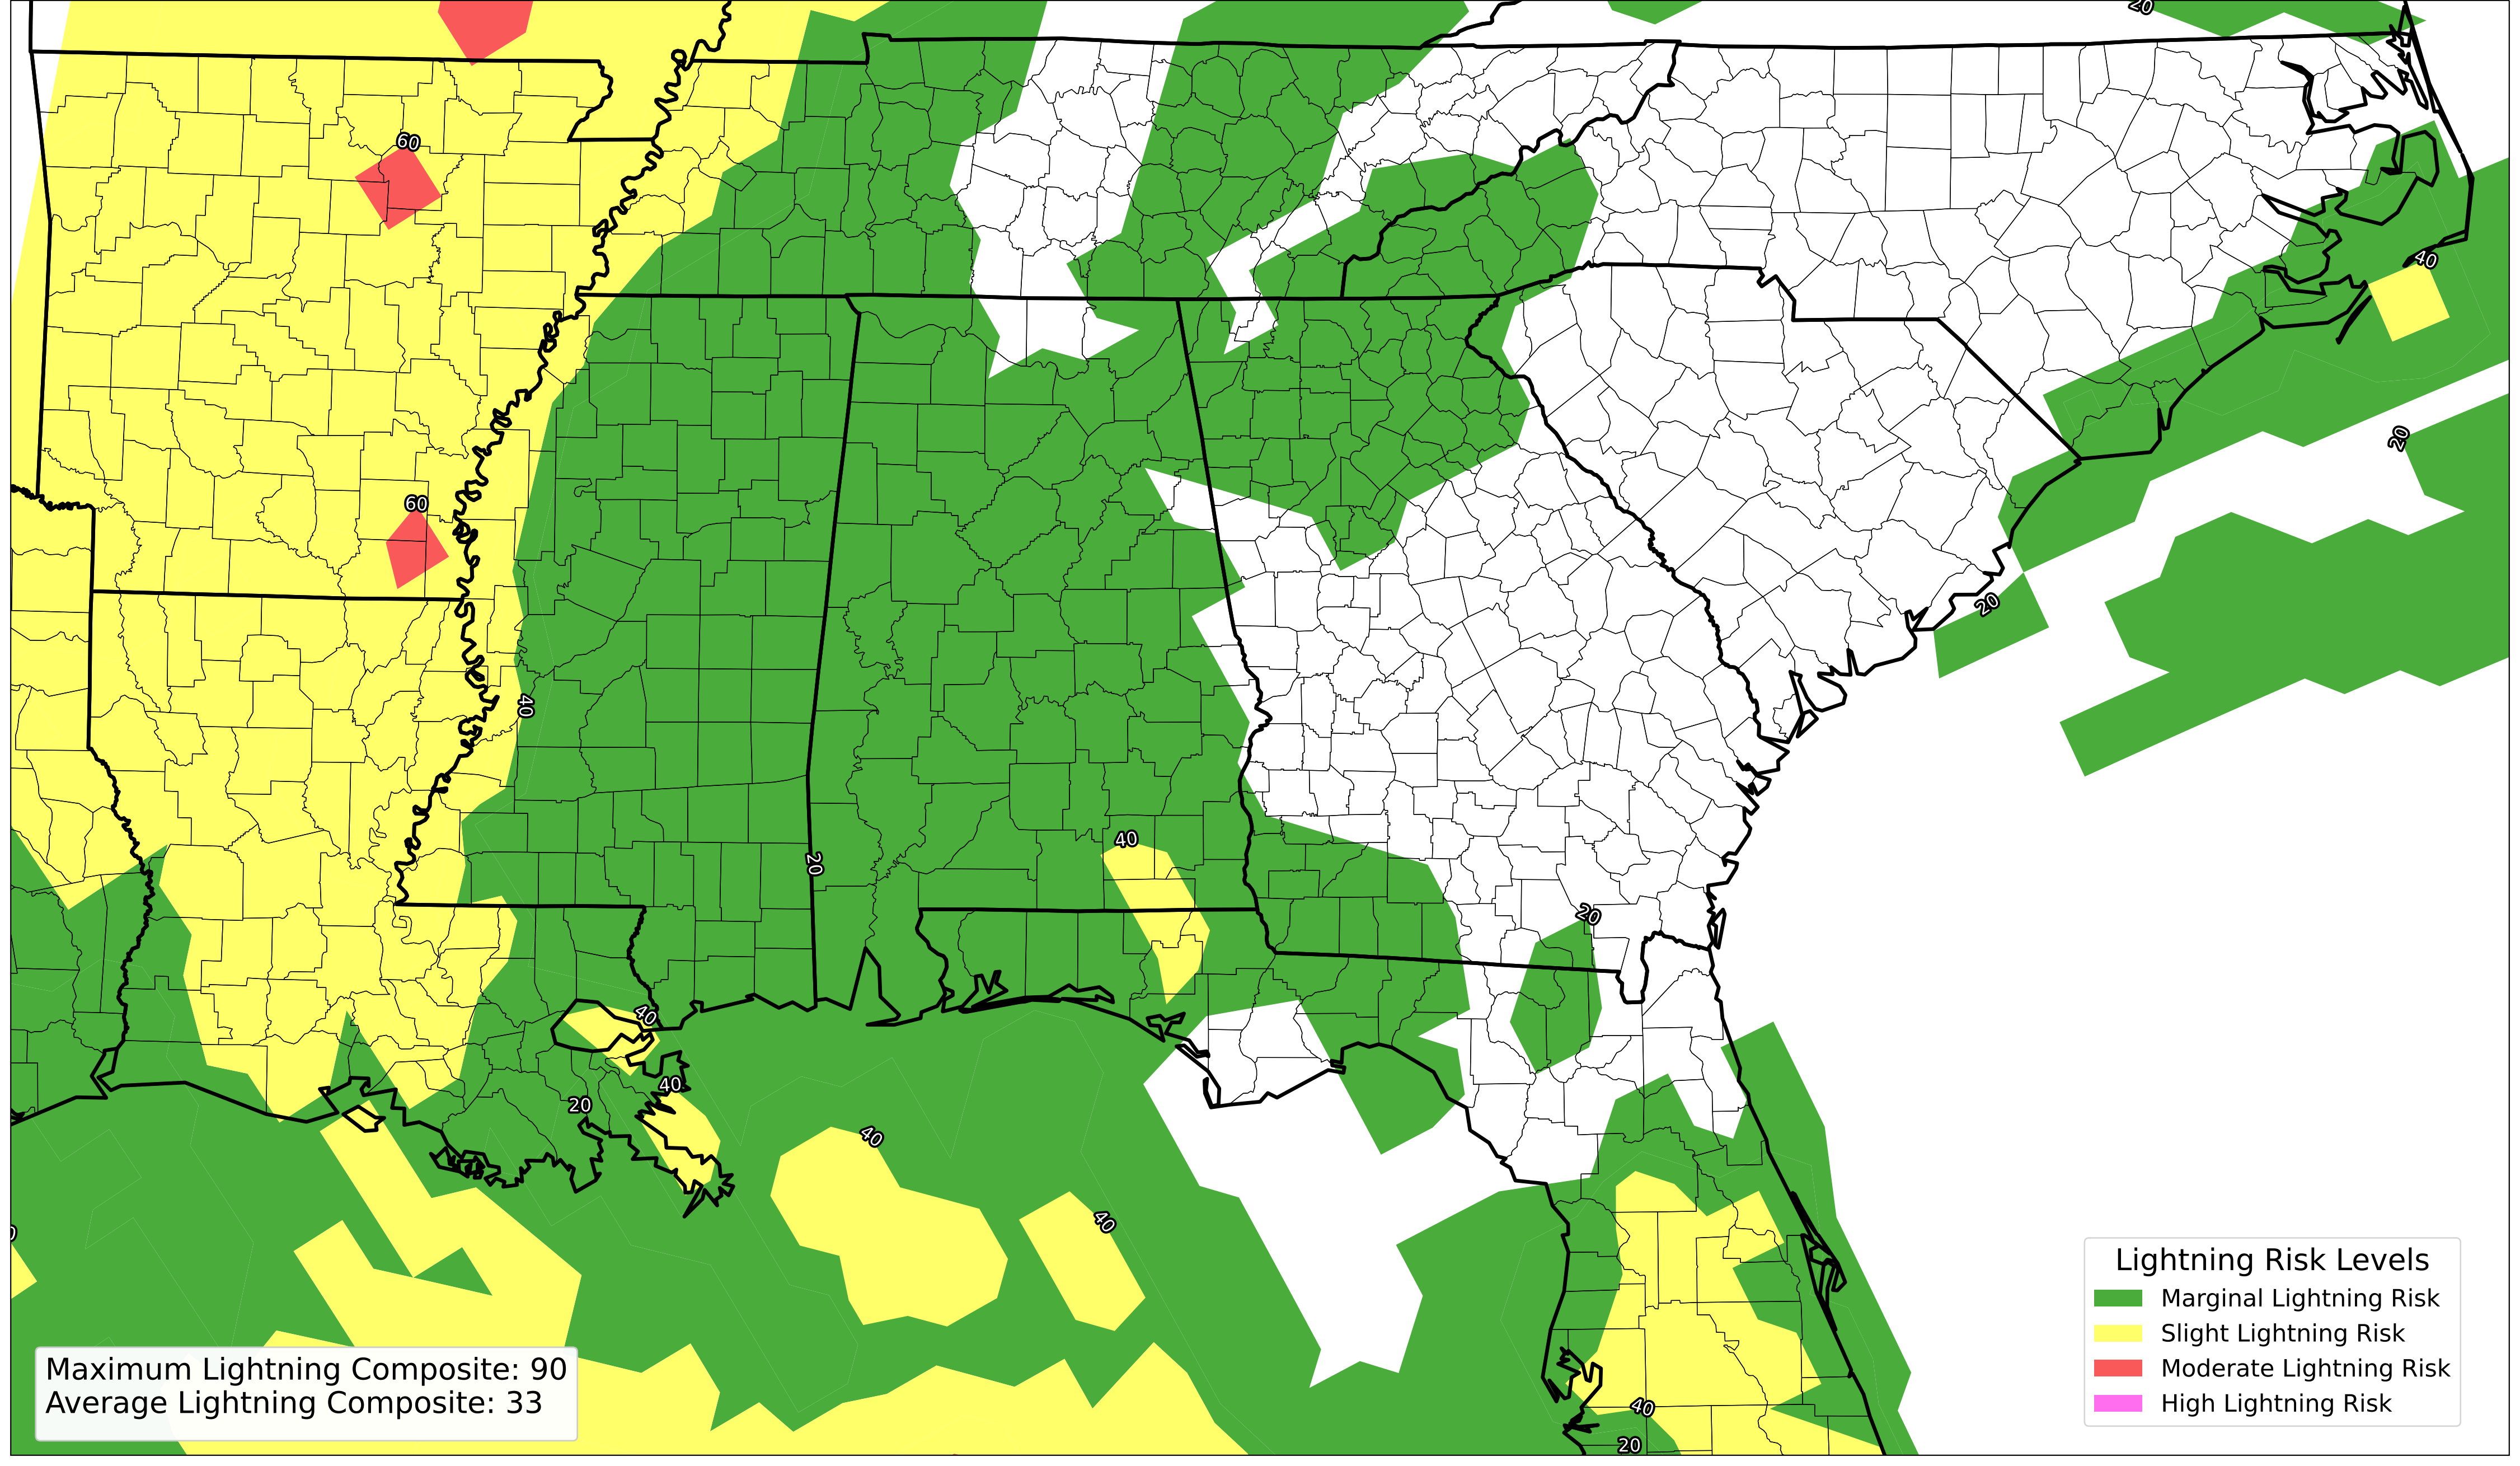 20
60
40
20
60
20
40
20
40
20
40
40
20
40
40
Maximum Lightning Composite: 90
Average Lightning Composite: 33
40
20
Lightning Risk Levels
Marginal Lightning Risk
Slight Lightning Risk
Moderate Lightning Risk
High Lightning Risk